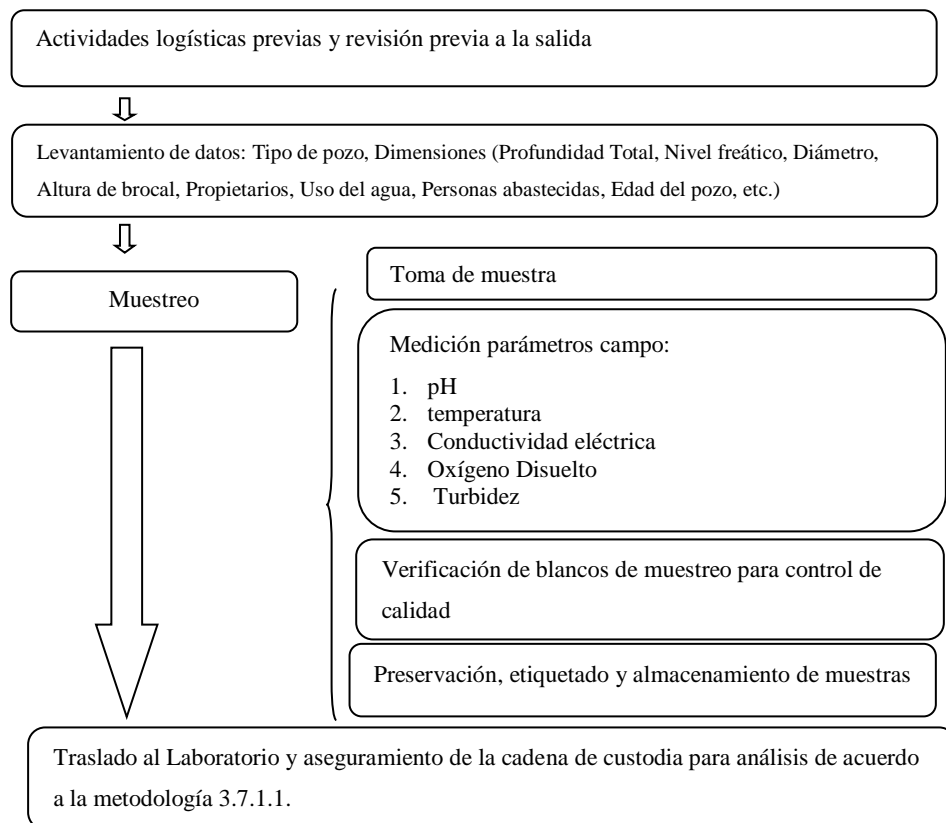 Actividades logísticas previas y revisión previa a la salida
Levantamiento de datos: Tipo de pozo, Dimensiones (Profundidad Total, Nivel freático, Diámetro,
Altura de brocal, Propietarios, Uso del agua, Personas abastecidas, Edad del pozo, etc.)
Muestreo
Toma de muestra
Medición parámetros campo:
1. pH
2. temperatura
3. Conductividad eléctrica
4. Oxígeno Disuelto
5. Turbidez
Verificación de blancos de muestreo para control de
calidad
Preservación, etiquetado y almacenamiento de muestras
Traslado al Laboratorio y aseguramiento de la cadena de custodia para análisis de acuerdo
a la metodología 3.7.1.1.